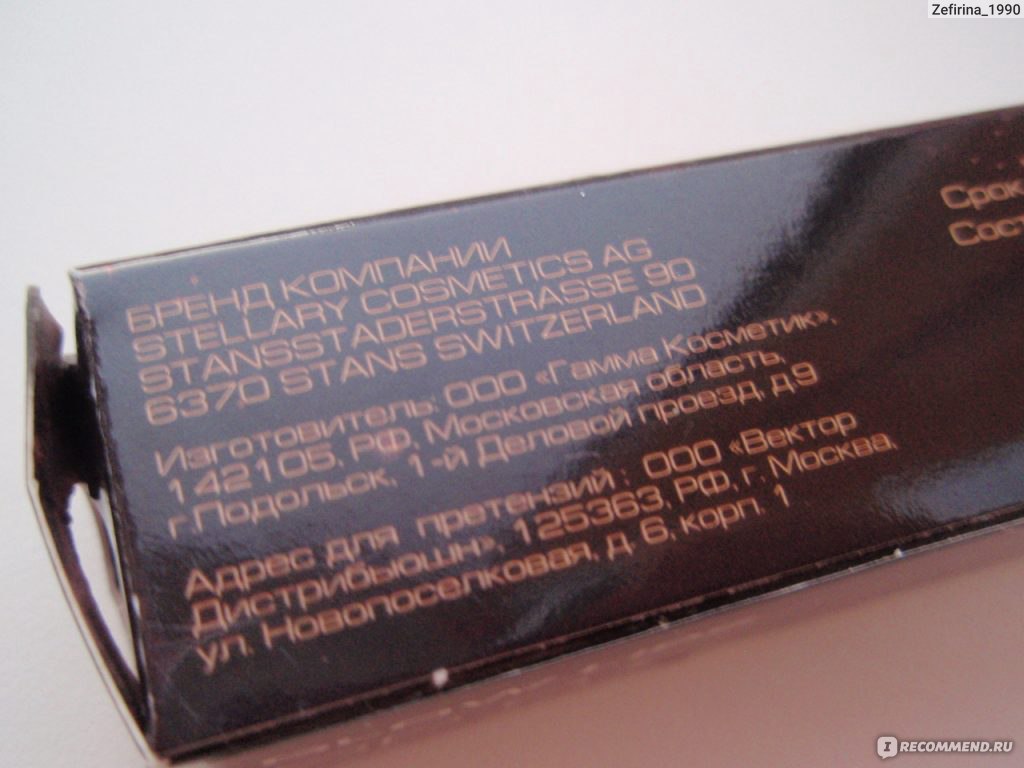 Zefirina_1990
БРЕНД КОМПАНИИ
STELLARY COSMETICS AG
STANSSTADERSTRASSE 90
6370 STANS SWITZERLAND
Изготовитель: ООО «Гамма Косметик»,
142105, РФ, Московская область,
г.Подольск, 1-й Деловой проезд, д.9
Адрес для претензий : ООО «Вектор
Дистрибьюшн», 125363, РФ, г. Москва,
ул. Новопоселковая, д. 6, корп. 1
Срок
Сост
I RECOMMEND.RU